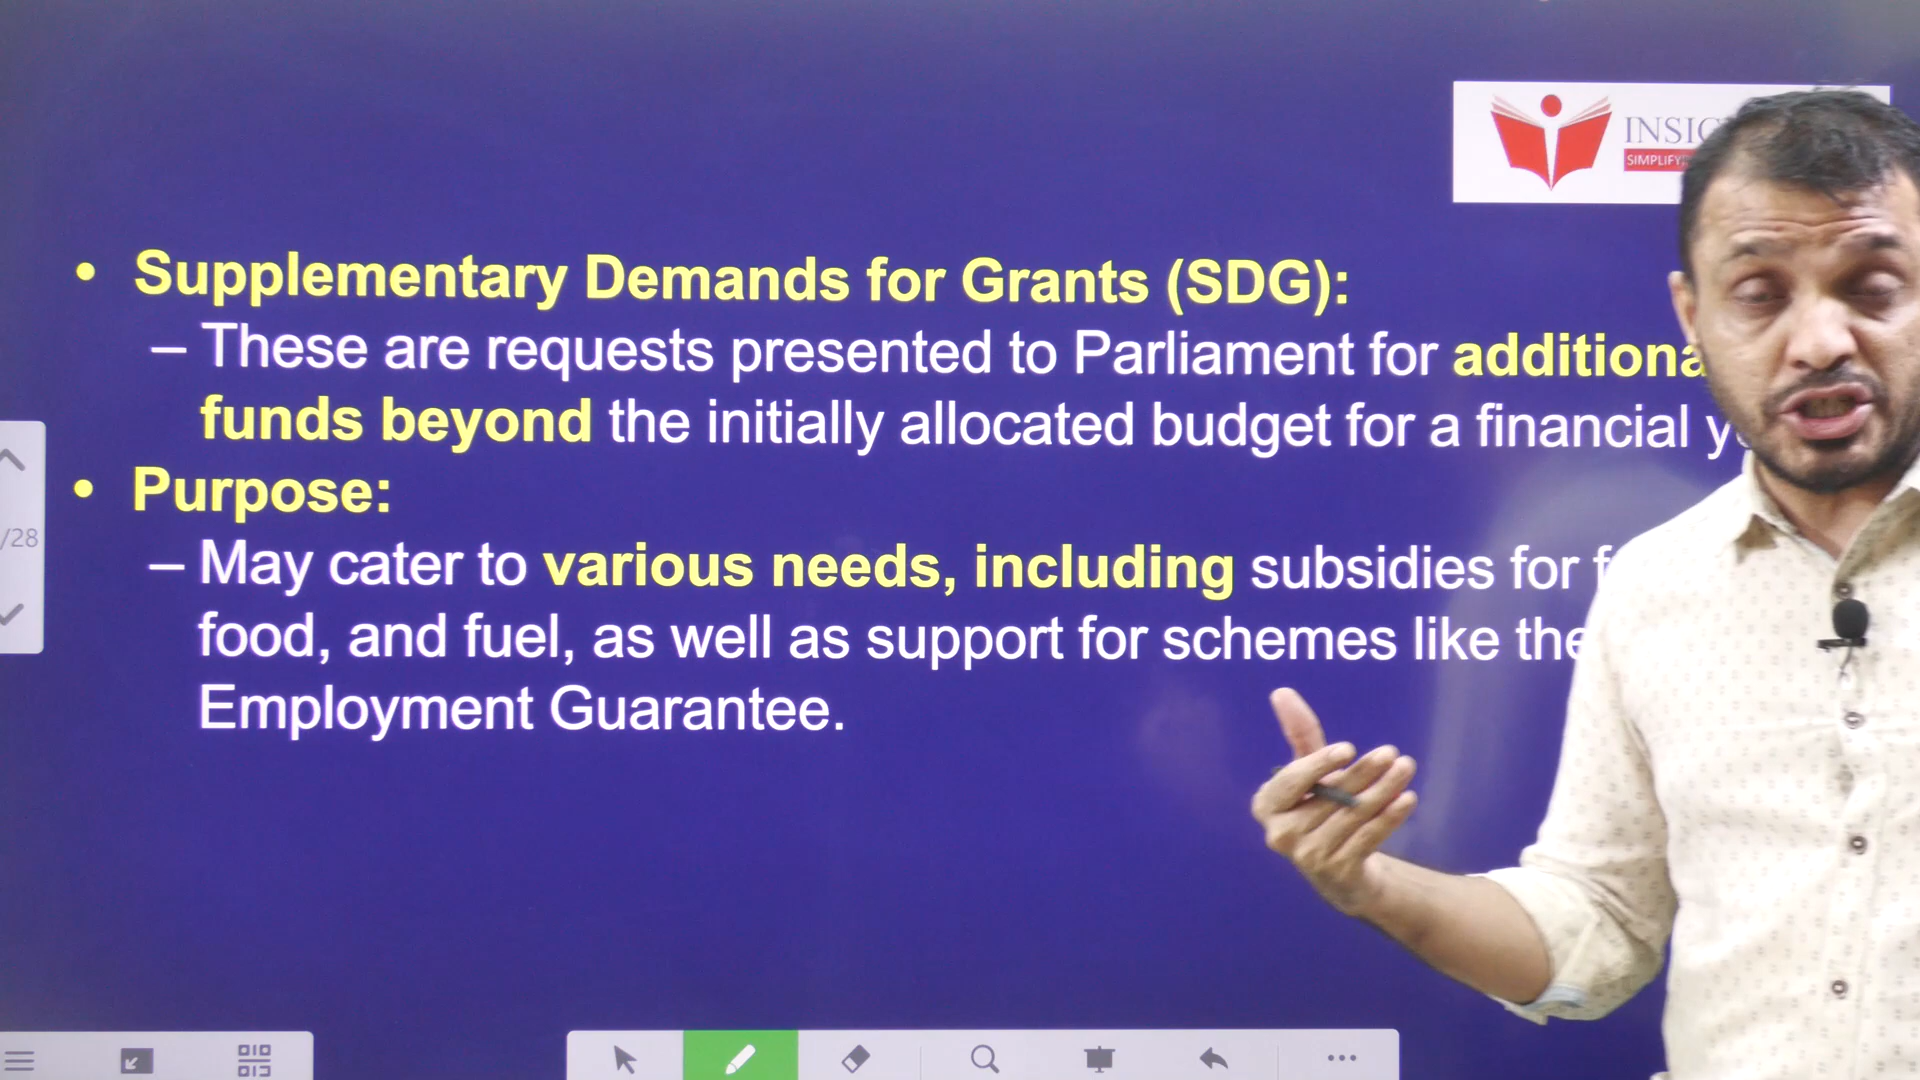 INSIG
SIMPLIFY
• Supplementary Demands for Grants (SDG):
– These are requests presented to Parliament for additiona
funds beyond the initially allocated budget for a financial
• Purpose:
– May cater to various needs, including subsidies for
food, and fuel, as well as support for schemes like the
Employment Guarantee.
/28